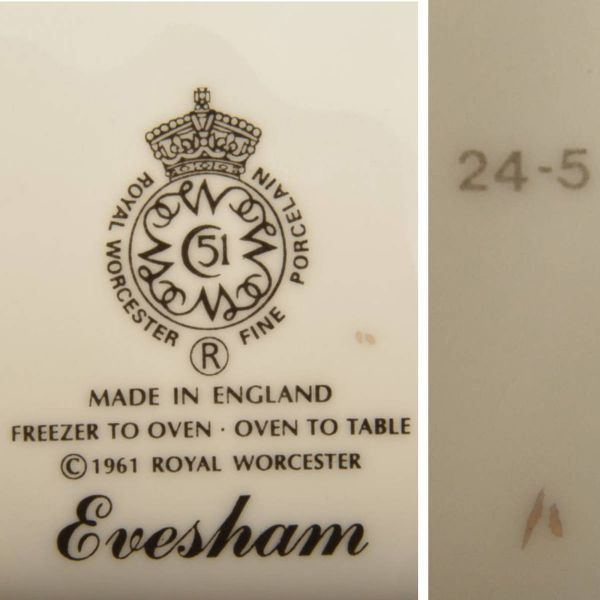 ROYAL WORCESTER FINE PORCELAIN
51
®
MADE IN ENGLAND
FREEZER TO OVEN · OVEN TO TABLE
© 1961 ROYAL WORCESTER
Evesham
24-5